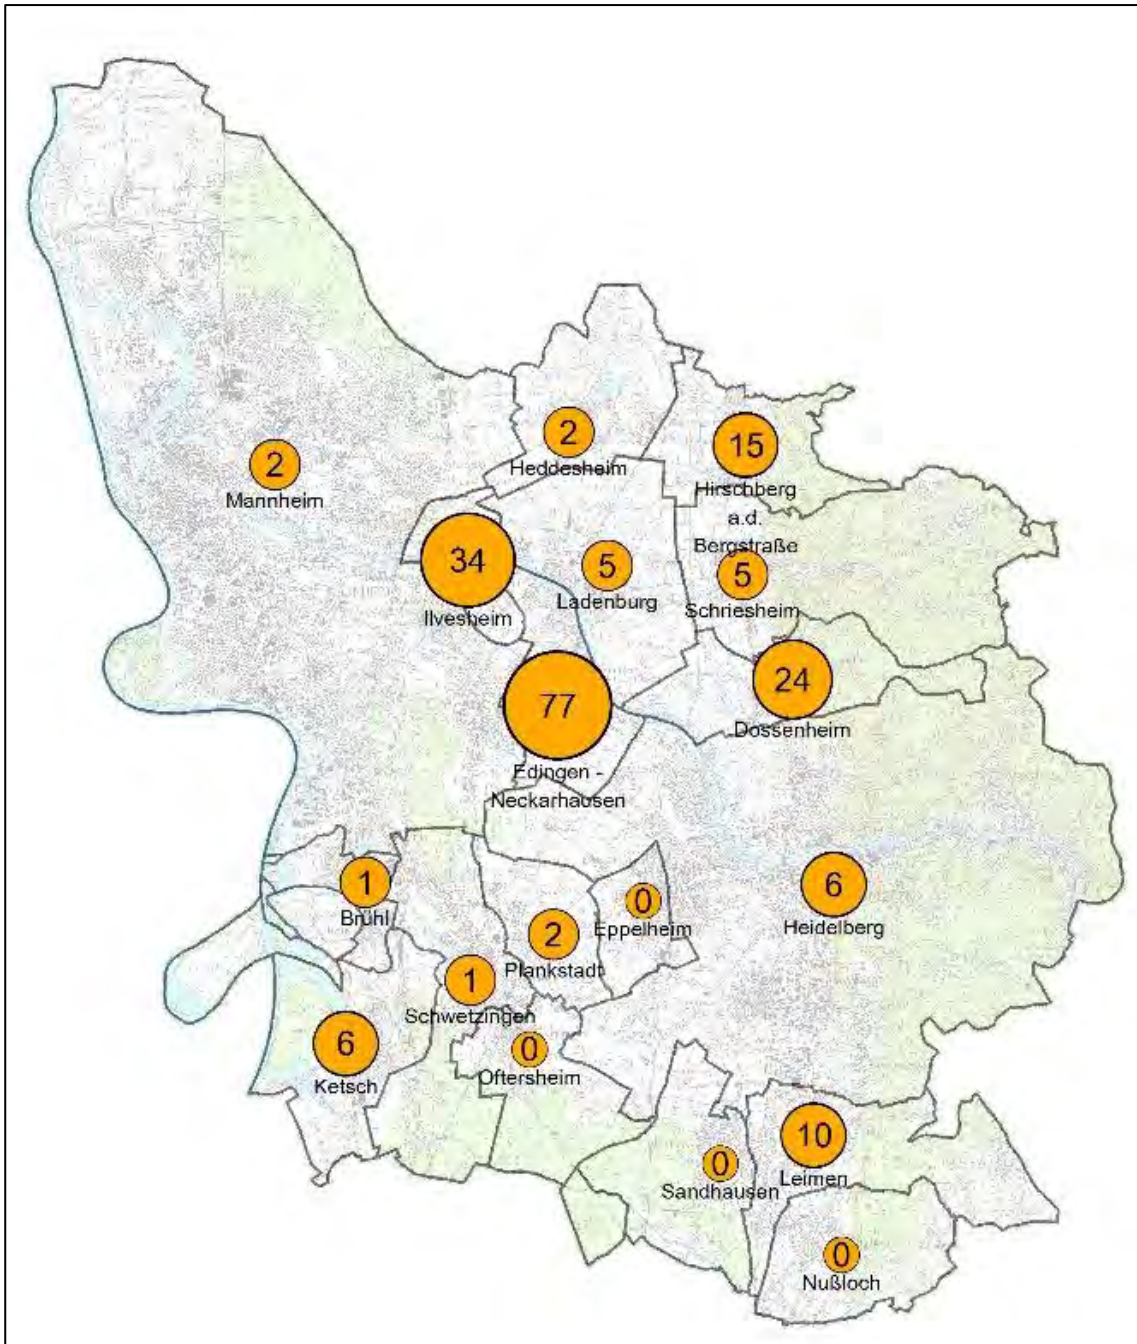 2
Heddesheim
15
Hirschberg
a.d.
Bergstraße
2
Mannheim
34
Ilvesheim
5
Ladenburg
5
Schriesheim
77
Edingen -
Neckarhausen
24
Dossenheim
1
Brühl
0
Eppelheim
6
Heidelberg
2
Plankstadt
1
Schwetzingen
6
Ketsch
0
Oftersheim
10
Leimen
0
Sandhausen
0
Nußloch